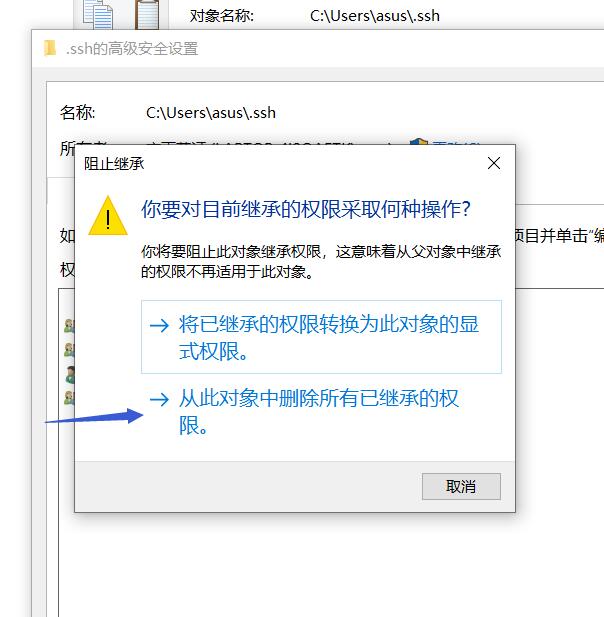 对象名称: C:\Users\asus\.ssh
.ssh的高级安全设置
名称: C:\Users\asus\.ssh
阻止继承
你要对目前继承的权限采取何种操作?
如
项目并单击“编
你将要阻止此对象继承权限，这意味着从父对象中继承
权
的权限不再适用于此对象。
将已继承的权限转换为此对象的显
式权限。
从此对象中删除所有已继承的权
限。
取消